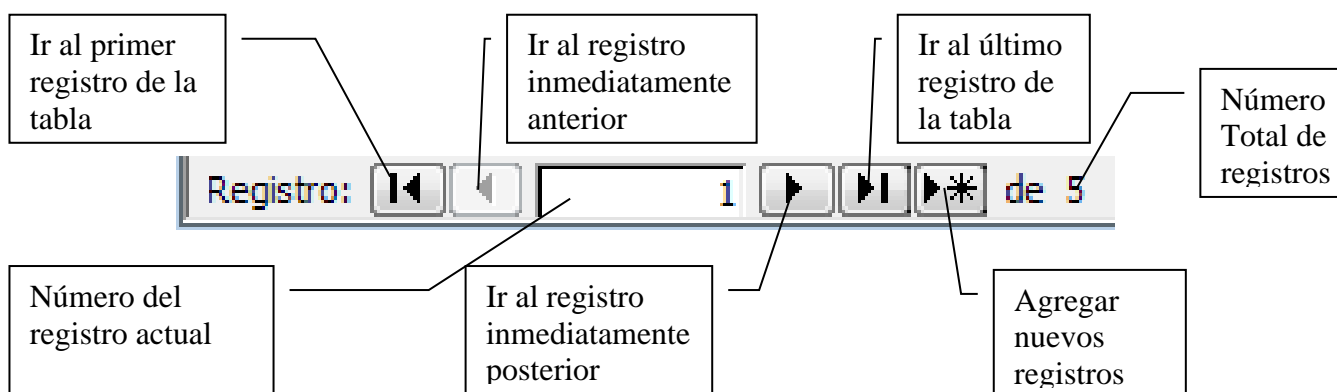 Ir al primer
registro de la
tabla
Ir al registro
inmediatamente
anterior
Ir al último
registro de
la tabla
Número
Total de
registros
Registro: 1 de 5
Número del
registro actual
Ir al registro
inmediatamente
posterior
Agregar
nuevos
registros